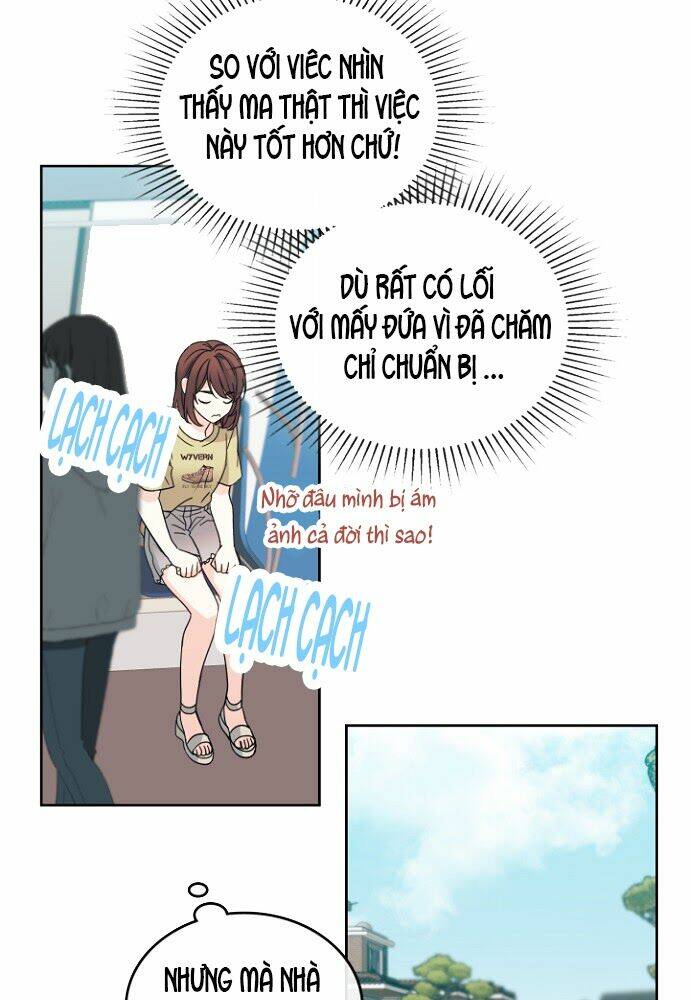 SO VỚI VIÊC NHÌN
THẤY MA THẬT THÌ VIỆC
NÀY TỐT HƠN CHỨ!
DÙ RẤT CÓ LỖI
VỚI MẤY ĐỨA VÌ ĐÃ CHĂM
CHỈ CHUẨN BỊ ...
LẠCH CẠCH
WYVERN
Nhỡ đâu mình bị ám
ảnh cả đời thì sao!
LẠCH CẠCH
NHƯNG MÀ NHÀ